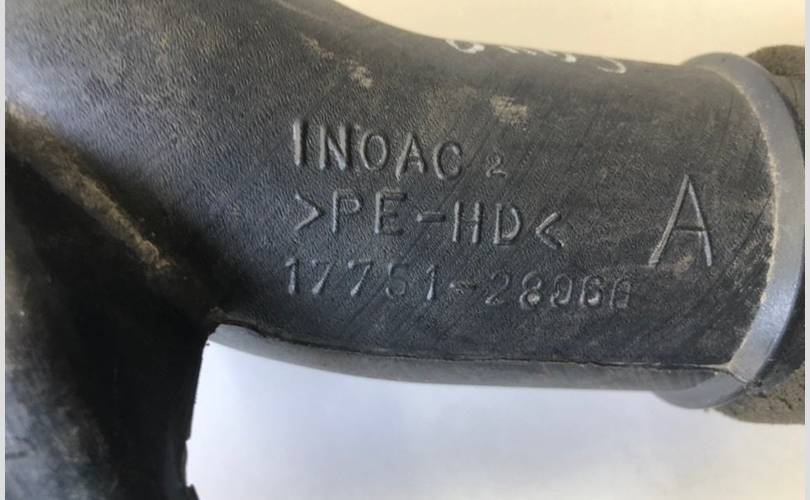 INOAC 2
>PE-HD<
A
17751-28060